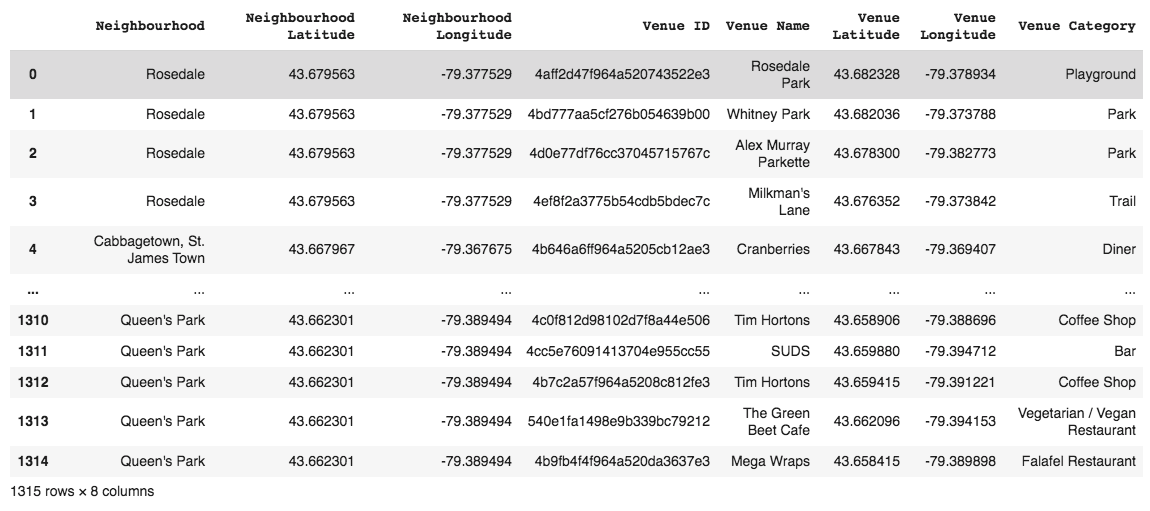 Neighbourhood Neighbourhood Latitude Neighbourhood Longitude Venue ID Venue Name Venue Latitude Venue Longitude Venue Category
0 Rosedale 43.679563 -79.377529 4aff2d47f964a520743522e3 Rosedale Park 43.682328 -79.378934 Playground
1 Rosedale 43.679563 -79.377529 4bd777aa5cf276b054639b00 Whitney Park 43.682036 -79.373788 Park
2 Rosedale 43.679563 -79.377529 4d0e77df76cc37045715767c Alex Murray Parkette 43.678300 -79.382773 Park
3 Rosedale 43.679563 -79.377529 4ef8f2a3775b54cdb5bdec7c Milkman's Lane 43.676352 -79.373842 Trail
4 Cabbagetown, St. James Town 43.667967 -79.367675 4b646a6ff964a5205cb12ae3 Cranberries 43.667843 -79.369407 Diner
... ... ... ... ... ... ... ... ...
1310 Queen's Park 43.662301 -79.389494 4c0f812d98102d7f8a44e506 Tim Hortons 43.658906 -79.388696 Coffee Shop
1311 Queen's Park 43.662301 -79.389494 4cc5e76091413704e955cc55 SUDS 43.659880 -79.394712 Bar
1312 Queen's Park 43.662301 -79.389494 4b7c2a57f964a5208c812fe3 Tim Hortons 43.659415 -79.391221 Coffee Shop
1313 Queen's Park 43.662301 -79.389494 540e1fa1498e9b339bc79212 The Green Beet Cafe 43.662096 -79.394153 Vegetarian / Vegan Restaurant
1314 Queen's Park 43.662301 -79.389494 4b9fb4f4f964a520da3637e3 Mega Wraps 43.658415 -79.389898 Falafel Restaurant
1315 rows × 8 columns